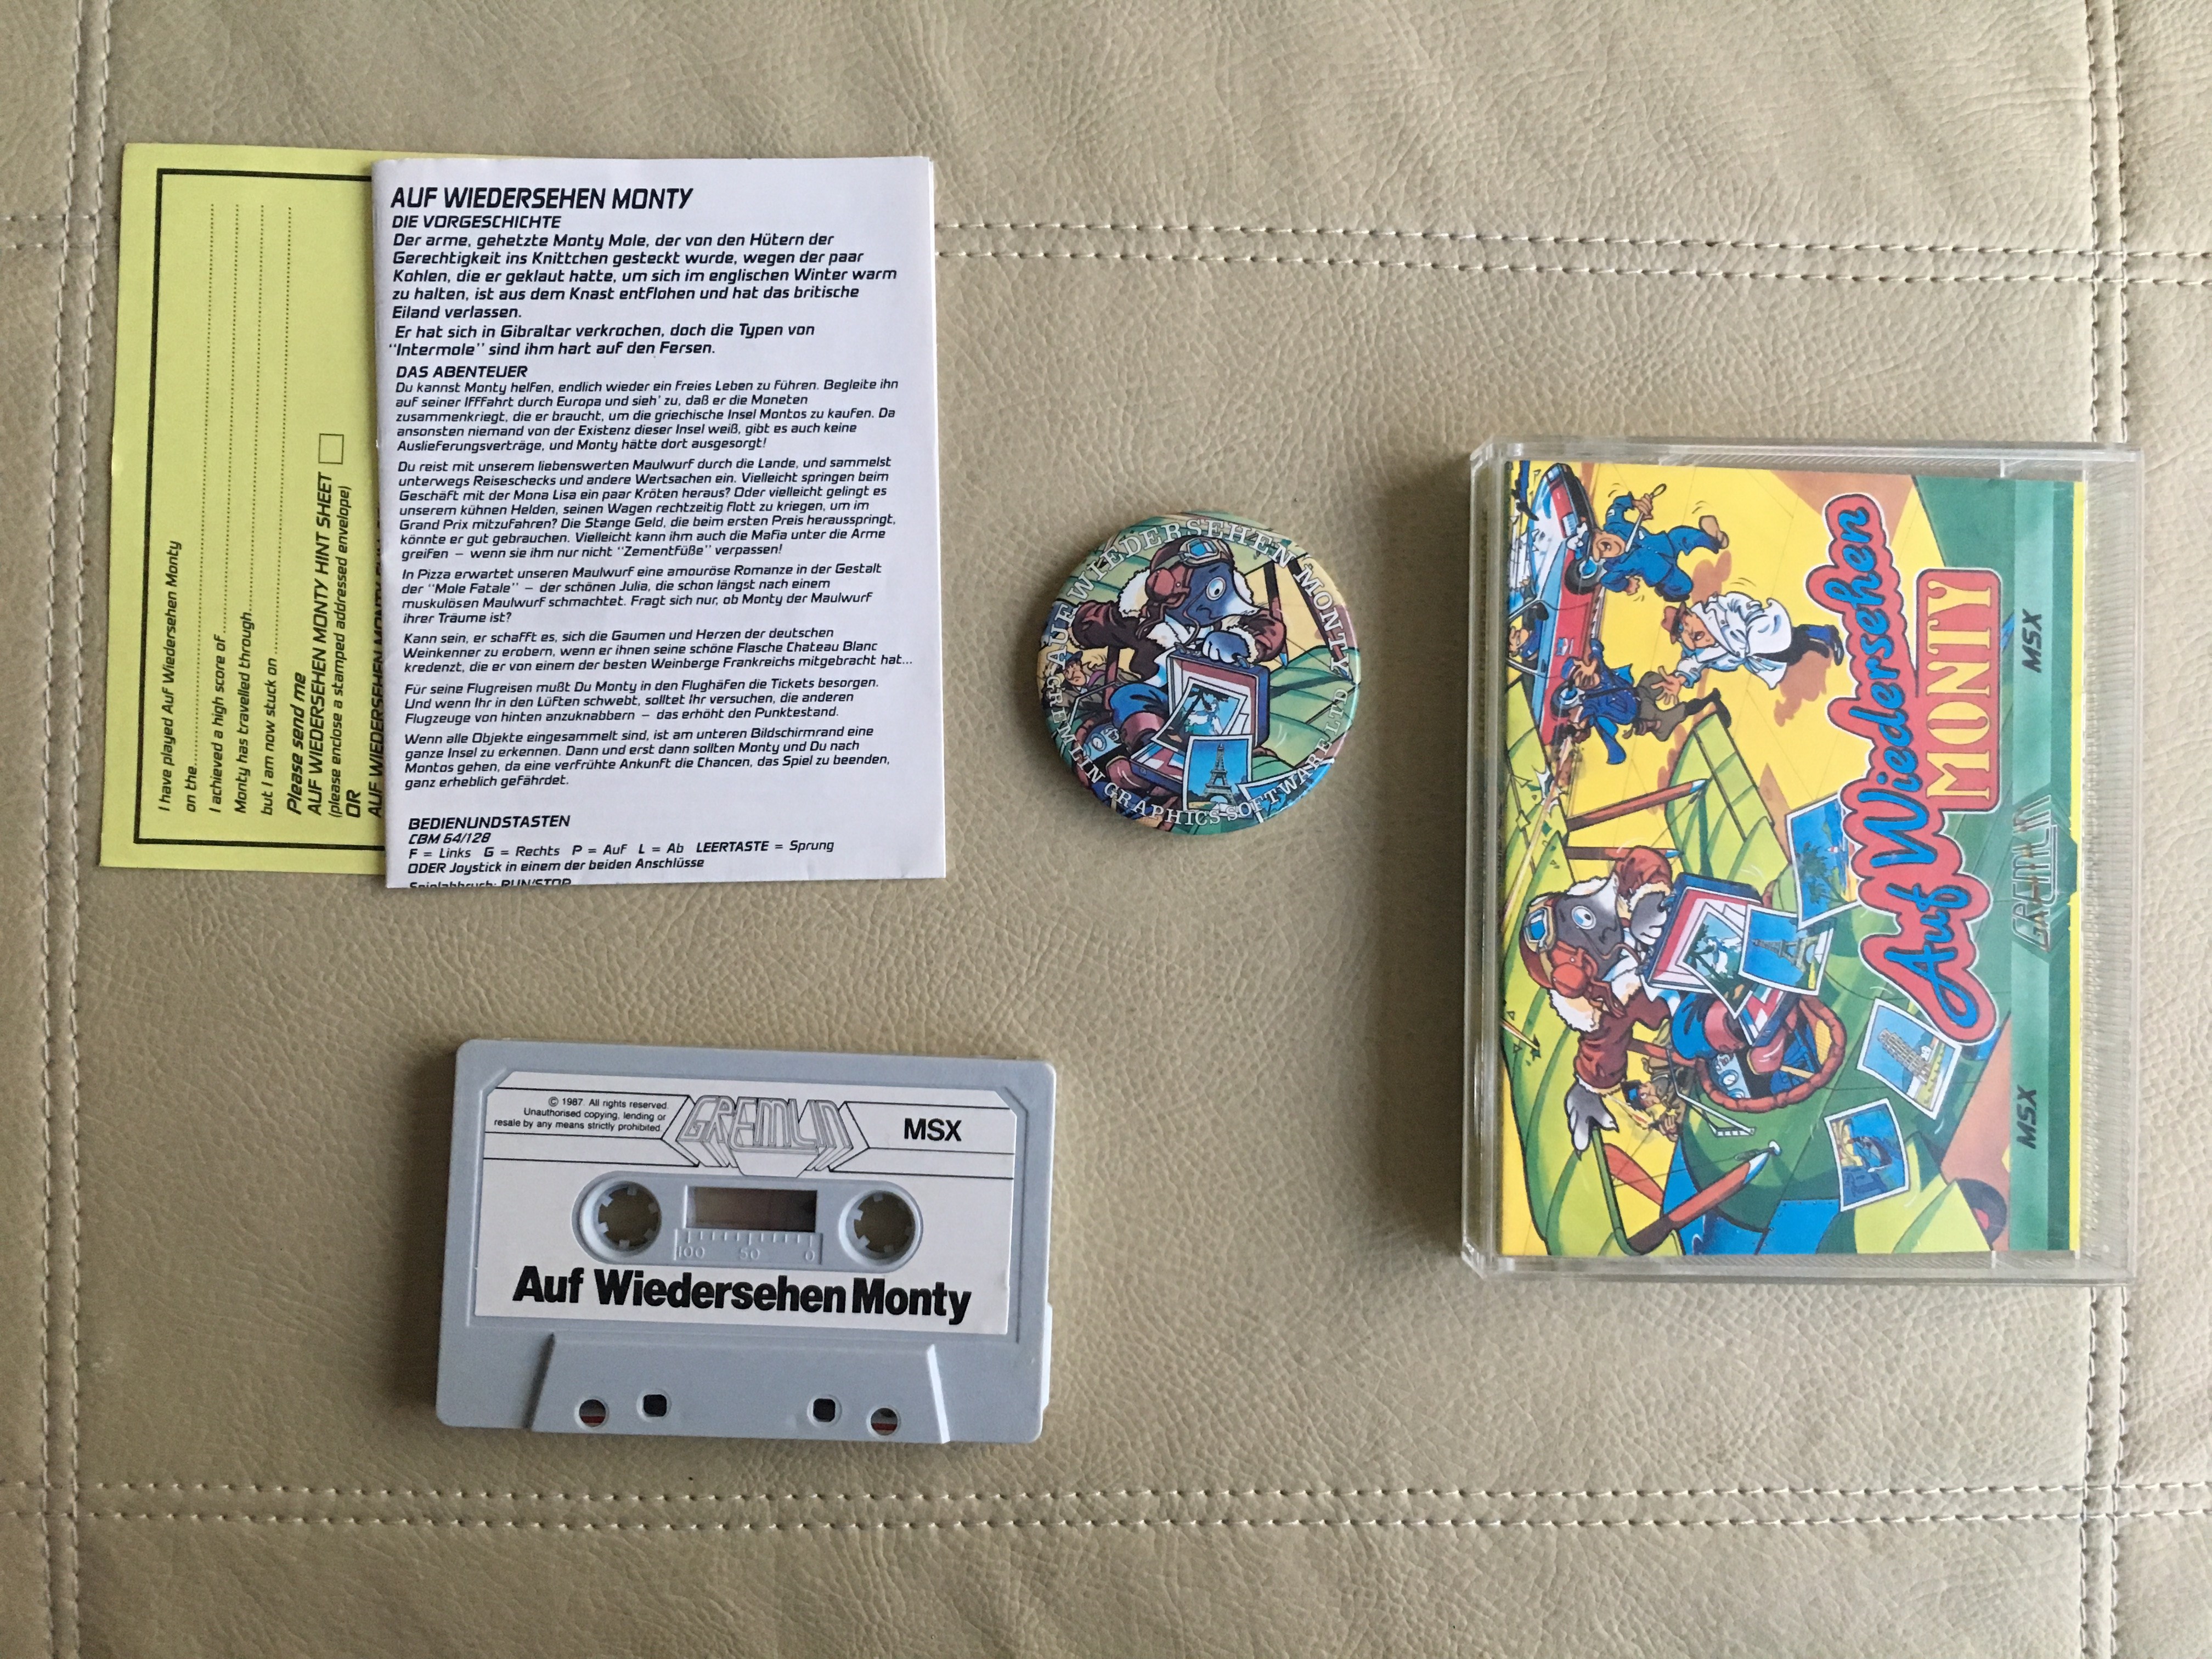 I have played Auf Wiedersehen Monty
on the
I achieved a high score of
Monty has travelled through
but I am now stuck on
Please send me
AUF WIEDERSEHEN MONTY HINT SHEET
(please enclose a stamped addressed envelope)
OR
AUF WIEDERSEHEN MONTY
AUF WIEDERSEHEN MONTY
DIE VORGESCHICHTE
Der arme, gehetzte Monty Mole, der von den Hütern der
Gerechtigkeit ins Knittchen gesteckt wurde, wegen der paar
Kohlen, die er geklaut hatte, um sich im englischen Winter warm
zu halten, ist aus dem Knast entflohen und hat das britische
Eiland verlassen.
Er hat sich in Gibraltar verkrochen, doch die Typen von
"Intermole" sind ihm hart auf den Fersen.
DAS ABENTEUER
Du kannst Monty helfen, endlich wieder ein freies Leben zu führen. Begleite ihn
auf seiner IFFFahrt durch Europa und sieh' zu, daß er die Moneten
zusammenkriegt, die er braucht, um die griechische Insel Montos zu kaufen. Da
ansonsten niemand von der Existenz dieser Insel weiß, gibt es auch keine
Auslieferungsverträge, und Monty hätte dort ausgesorgt!
Du reist mit unserem liebenswerten Maulwurf durch die Lande, und sammelst
unterwegs Reiseschecks und andere Wertsachen ein. Vielleicht springen beim
Geschäft mit der Mona Lisa ein paar Kröten heraus? Oder vielleicht gelingt es
unserem kühnen Helden, seinen Wagen rechtzeitig flott zu kriegen, um im
Grand Prix mitzufahren? Die Stange Geld, die beim ersten Preis herausspringt,
könnte er gut gebrauchen. Vielleicht kann ihm auch die Mafia unter die Arme
greifen – wenn sie ihm nur nicht "Zementfüße" verpassen!
In Pizza erwartet unseren Maulwurf eine amouröse Romanze in der Gestalt
der "Mole Fatale" – der schönen Julia, die schon längst nach einem
muskulösen Maulwurf schmachtet. Fragt sich nur, ob Monty der Maulwurf
ihrer Träume ist?
Kann sein, er schafft es, sich die Gaumen und Herzen der deutschen
Weinkenner zu erobern, wenn er ihnen seine schöne Flasche Chateau Blanc
kredenzt, die er von einem der besten Weinberge Frankreichs mitgebracht hat...
Für seine Flugreisen mußt Du Monty in den Flughäfen die Tickets besorgen.
Und wenn Ihr in den Lüften schwebt, solltet Ihr versuchen, die anderen
Flugzeuge von hinten anzuknabbern – das erhöht den Punktestand.
Wenn alle Objekte eingesammelt sind, ist am unteren Bildschirmrand eine
ganze Insel zu erkennen. Dann und erst dann sollten Monty und Du nach
Montos gehen, da eine verfrühte Ankunft die Chancen, das Spiel zu beenden,
ganz erheblich gefährdet.
BEDIENUNDSTASTEN
CBM 64/128
F = Links G = Rechts P = Auf L = Ab LEERTASTE = Sprung
ODER Joystick in einem der beiden Anschlüsse
Spielabbruch: RUN/STOP
AUF WIEDERSEHEN MONTY
GREMLIN GRAPHICS SOFTWARE LTD
Auf Wiedersehen
MONTY
MSX
GREMLIN
MSX
© 1987. All rights reserved.
Unauthorised copying, lending or
resale by any means strictly prohibited.
GREMLIN
MSX
100 50 0
Auf Wiedersehen Monty